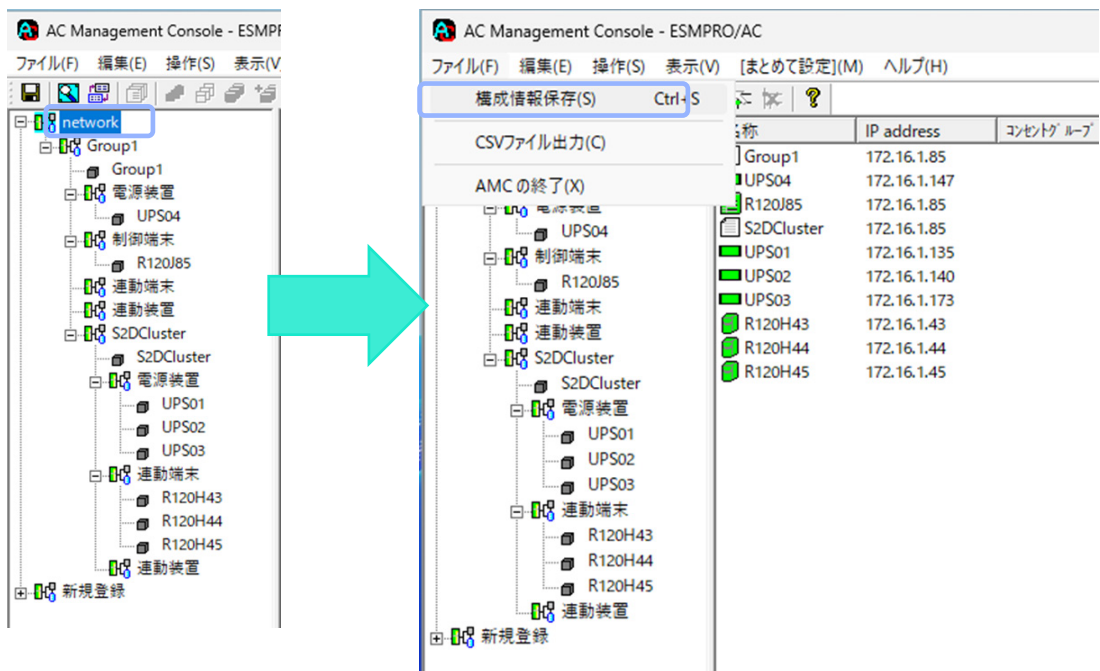 AC Management Console - ESMP
ファイル(F) 編集(E) 操作(S) 表示(V
network
Group1
Group1
電源装置
UPS04
制御端末
R120J85
連動端末
連動装置
S2DCluster
S2DCluster
電源装置
UPS01
UPS02
UPS03
連動端末
R120H43
R120H44
R120H45
連動装置
新規登録
AC Management Console - ESMPRO/AC
ファイル(F) 編集(E) 操作(S) 表示(V) [まとめて設定](M) ヘルプ(H)
構成情報保存(S) Ctrl+S
CSVファイル出力(C)
AMC の終了(X)
電源装置
UPS04
制御端末
R120J85
連動端末
連動装置
S2DCluster
S2DCluster
電源装置
UPS01
UPS02
UPS03
連動端末
R120H43
R120H44
R120H45
連動装置
新規登録
称 IP address コンセントグループ
Group1 172.16.1.85
UPS04 172.16.1.147
R120J85 172.16.1.85
S2DCluster 172.16.1.85
UPS01 172.16.1.135
UPS02 172.16.1.140
UPS03 172.16.1.173
R120H43 172.16.1.43
R120H44 172.16.1.44
R120H45 172.16.1.45